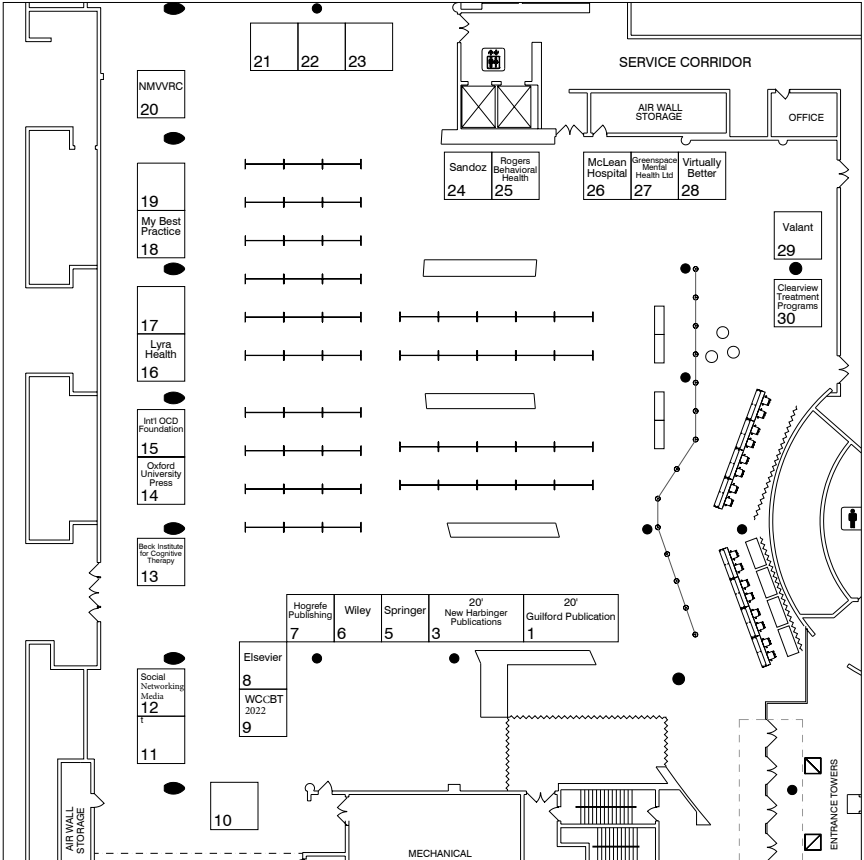 SERVICE CORRIDOR
21
22
23
NMVVRC
20
AIR WALL
STORAGE
OFFICE
Sandoz
24
Rogers
Behavioral
Health
25
McLean
Hospital
26
Greenspace
Mental
Health Ltd
27
Virtually
Better
28
19
My Best
Practice
18
Valant
29
Clearview
Treatment
Programs
30
17
Lyra
Health
16
Int'l OCD
Foundation
15
Oxford
University
Press
14
Beck Institute
for Cognitive
Therapy
13
Hogrefe
Publishing
7
Wiley
6
Springer
5
20'
New Harbinger
Publications
3
20'
Guilford Publication
1
Elsevier
8
WCCBT
2022
9
Social
Networking
Media
12
t
11
10
AIR WALL
STORAGE
MECHANICAL
ENTRANCE TOWERS